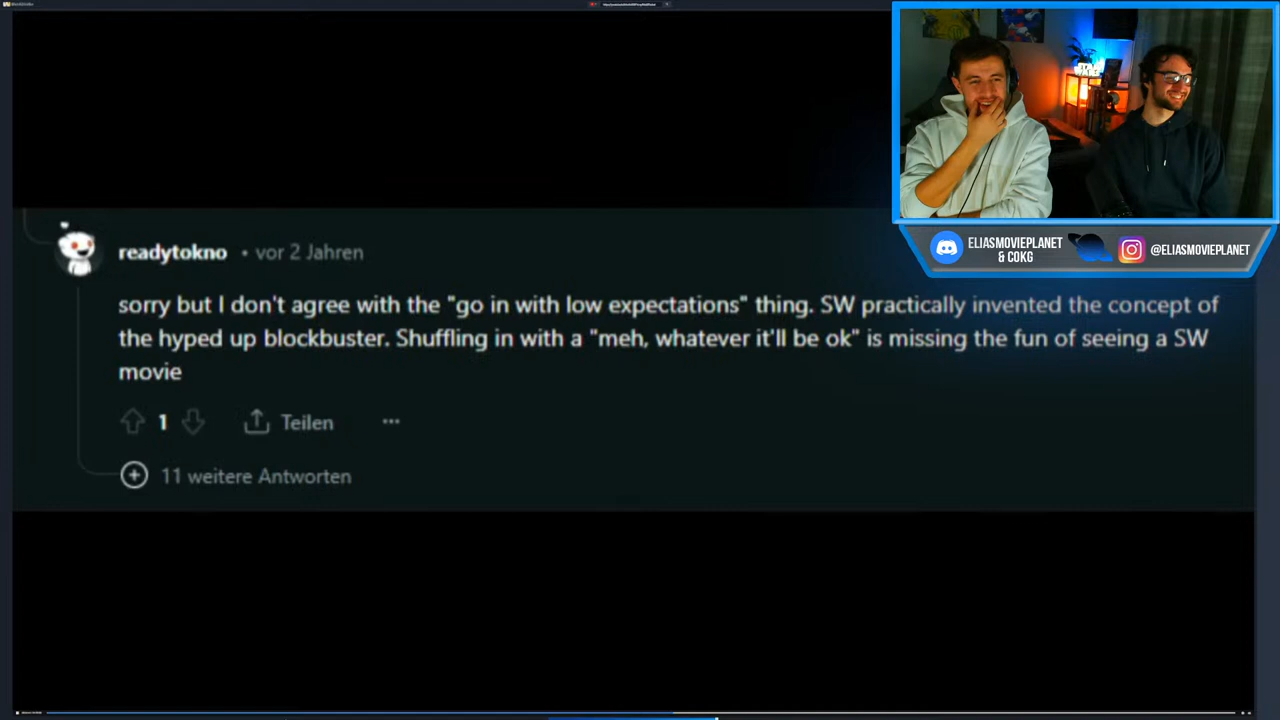 readytokno • vor 2 Jahren
sorry but I don't agree with the "go in with low expectations" thing. SW practically invented the concept of
the hyped up blockbuster. Shuffling in with a "meh, whatever it'll be ok" is missing the fun of seeing a SW
movie
1 Teilen ...
11 weitere Antworten
STAR
WARS
ELIASMOVIEPLANET
& COKG
@ELIASMOVIEPLANET